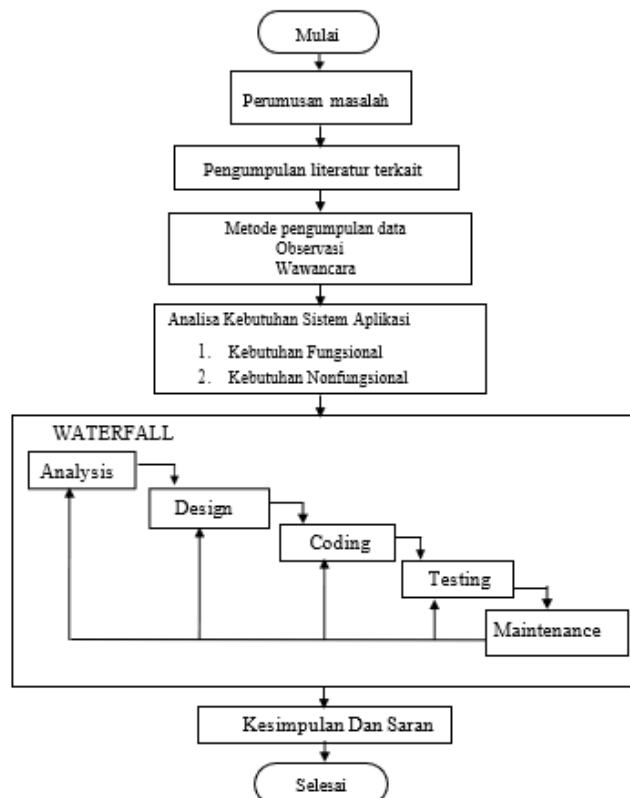 Mulai
Perumusan masalah
Pengumpulan literatur terkait
Metode pengumpulan data
Observasi
Wawancara
Analisa Kebutuhan Sistem Aplikasi
1. Kebutuhan Fungsional
2. Kebutuhan Nonfungsional
WATERFALL
Analysis
Design
Coding
Testing
Maintenance
Kesimpulan Dan Saran
Selesai